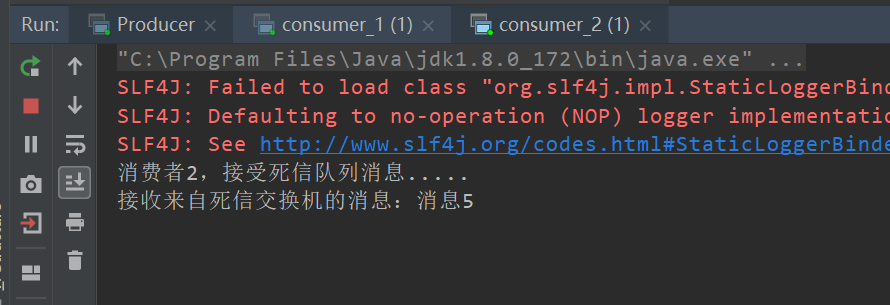 Run: Producer × consumer_1 (1) × consumer_2 (1) ×
"C:\Program Files\Java\jdk1.8.0_172\bin\java.exe" ...
SLF4J: Failed to load class "org.slf4j.impl.StaticLoggerBind
SLF4J: Defaulting to no-operation (NOP) logger implementatio
SLF4J: See http://www.slf4j.org/codes.html#StaticLoggerBinde
消费者2，接受死信队列消息.....
接收来自死信交换机的消息：消息5